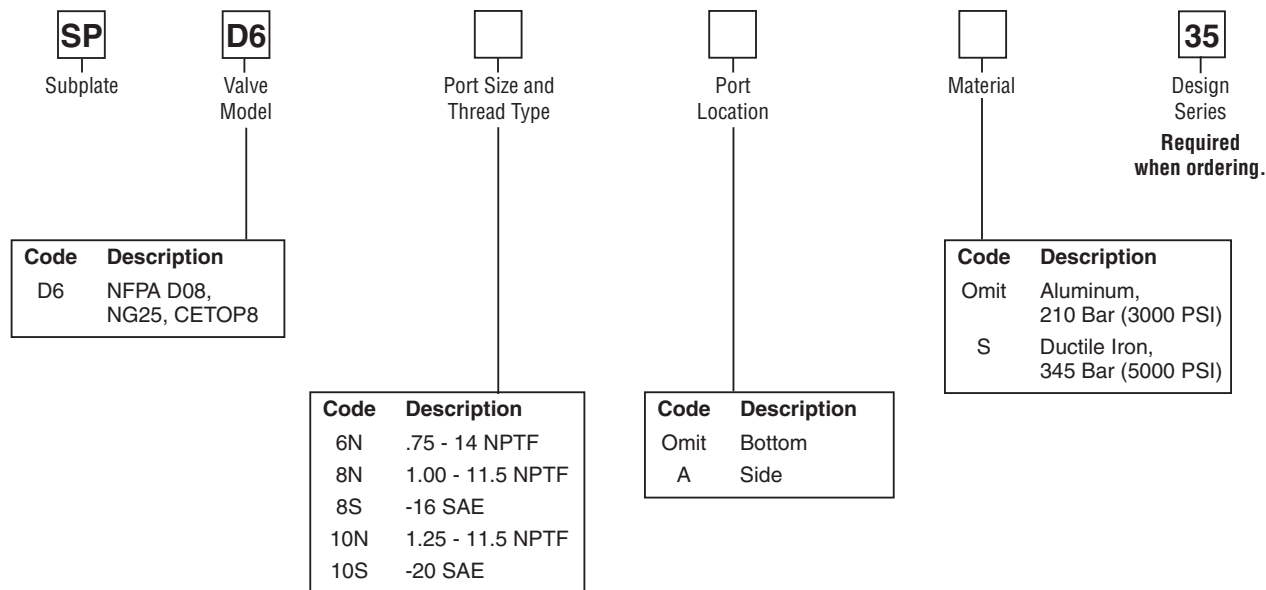 SP D6 35
Subplate
Valve
Model
Port Size and
Thread Type
Port
Location
Material
Design
Series
Required
when ordering.
Code Description
D6 NFPA D08,
NG25, CETOP8
Code Description
6N .75 - 14 NPTF
8N 1.00 - 11.5 NPTF
8S -16 SAE
10N 1.25 - 11.5 NPTF
10S -20 SAE
Code Description
Omit Bottom
A Side
Code Description
Omit Aluminum,
210 Bar (3000 PSI)
S Ductile Iron,
345 Bar (5000 PSI)